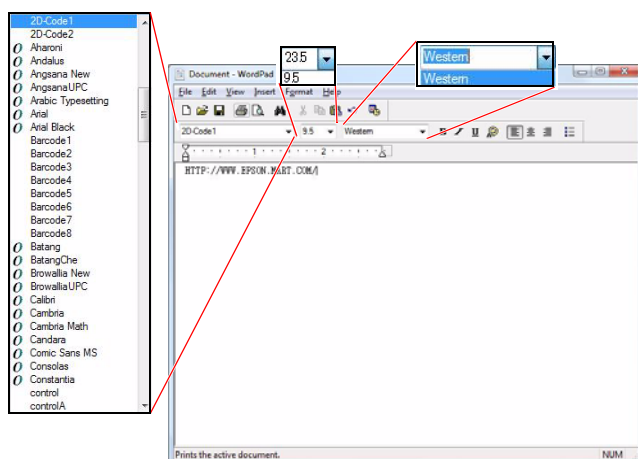 2D-Code1
2D-Code2
Aharoni
Andalus
Angsana New
AngsanaUPC
Arabic Typesetting
Arial
Arial Black
Barcode1
Barcode2
Barcode3
Barcode4
Barcode5
Barcode6
Barcode7
Barcode8
Batang
BatangChe
Browallia New
BrowalliaUPC
Calibri
Cambria
Cambria Math
Candara
Comic Sans MS
Consolas
Constantia
control
controlA
23.5
9.5
Western
Western
Document - WordPad
File Edit View Insert Format Help
2D-Code1 9.5 Western
1 2
HTTP://WWW.EPSON.MART.COM/
Prints the active document. NUM